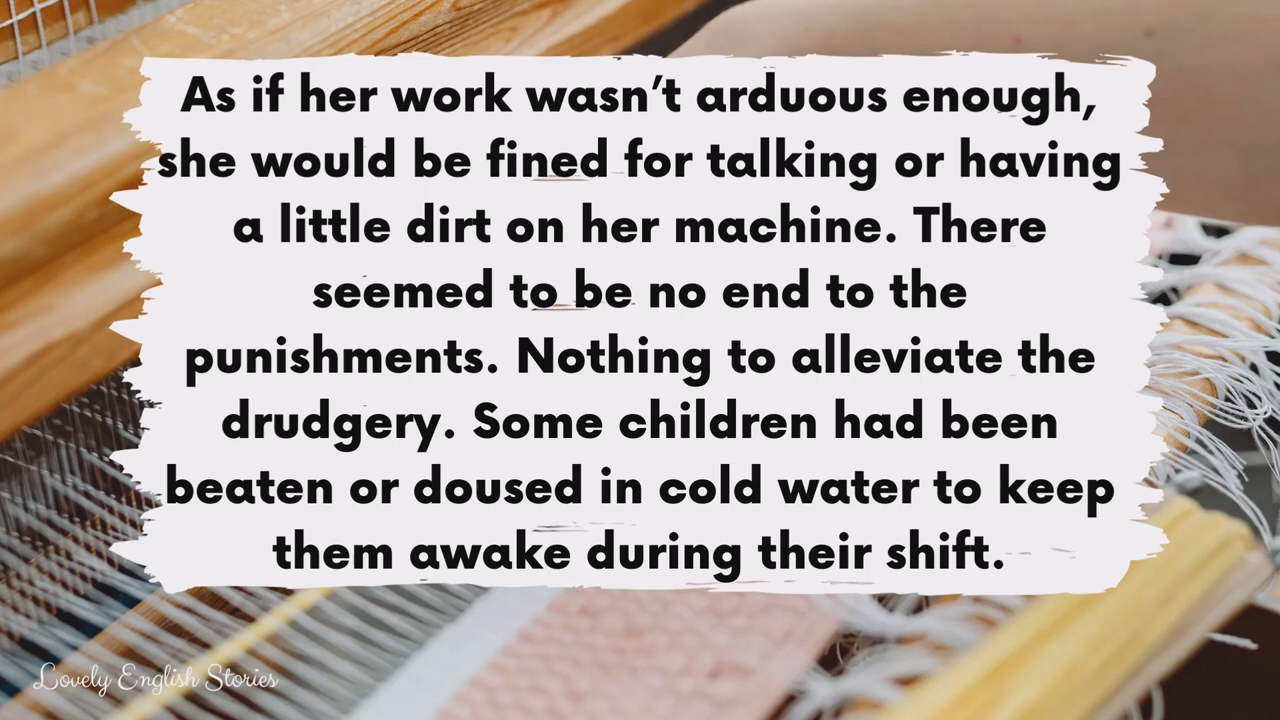 As if her work wasn’t arduous enough,
she would be fined for talking or having
a little dirt on her machine. There
seemed to be no end to the
punishments. Nothing to alleviate the
drudgery. Some children had been
beaten or doused in cold water to keep
them awake during their shift.
Lovely English Stories